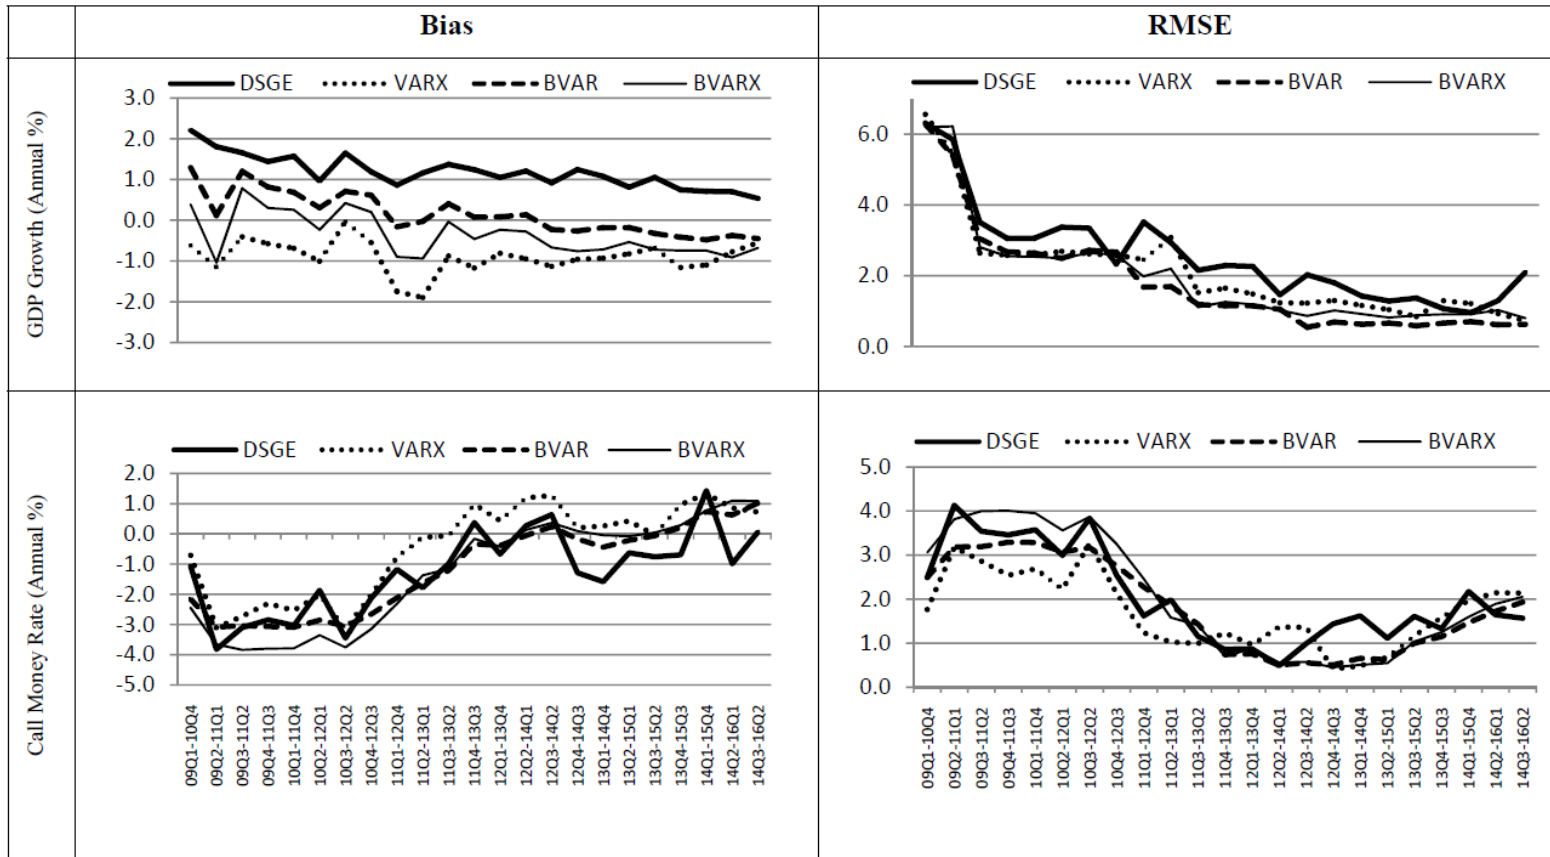 Bias
RMSE
GDP Growth (Annual %)
DSGE VARX BVAR BVARX
3.0
2.0
1.0
0.0
-1.0
-2.0
-3.0
DSGE VARX BVAR BVARX
6.0
4.0
2.0
0.0
Call Money Rate (Annual %)
DSGE VARX BVAR BVARX
2.0
1.0
0.0
-1.0
-2.0
-3.0
-4.0
-5.0
09Q1-10Q4
09Q2-11Q1
09Q3-11Q2
09Q4-11Q3
10Q1-11Q4
10Q2-12Q1
10Q3-12Q2
10Q4-12Q3
11Q1-12Q4
11Q2-13Q1
11Q3-13Q2
11Q4-13Q3
12Q1-13Q4
12Q2-14Q1
12Q3-14Q2
12Q4-14Q3
13Q1-14Q4
13Q2-15Q1
13Q3-15Q2
13Q4-15Q3
14Q1-15Q4
14Q2-16Q1
14Q3-16Q2
DSGE VARX BVAR BVARX
5.0
4.0
3.0
2.0
1.0
0.0
09Q1-10Q4
09Q2-11Q1
09Q3-11Q2
09Q4-11Q3
10Q1-11Q4
10Q2-12Q1
10Q3-12Q2
10Q4-12Q3
11Q1-12Q4
11Q2-13Q1
11Q3-13Q2
11Q4-13Q3
12Q1-13Q4
12Q2-14Q1
12Q3-14Q2
12Q4-14Q3
13Q1-14Q4
13Q2-15Q1
13Q3-15Q2
13Q4-15Q3
14Q1-15Q4
14Q2-16Q1
14Q3-16Q2